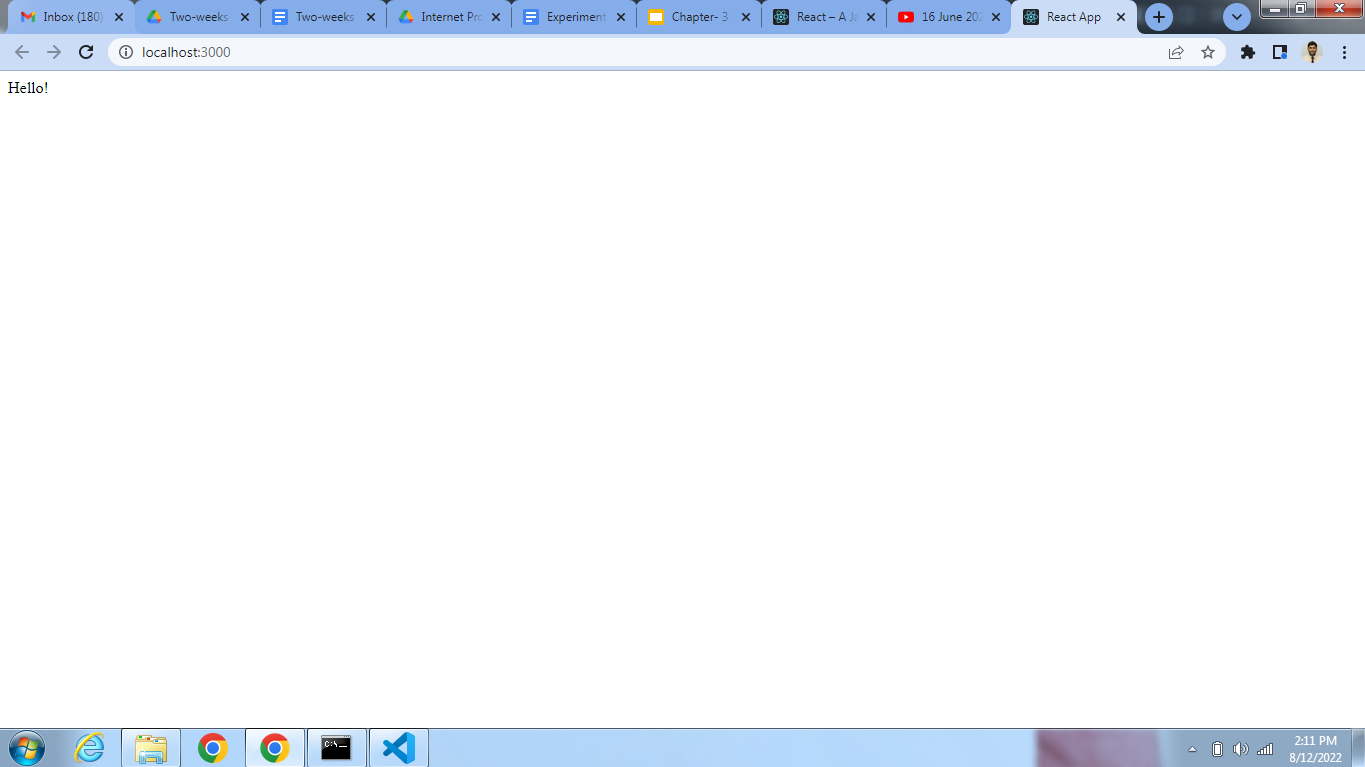 Inbox (180)
Two-weeks
Two-weeks
Internet Pro
Experiment
Chapter- 3
React – A Ja
16 June 202
React App
localhost:3000
Hello!
C:\
2:11 PM
8/12/2022